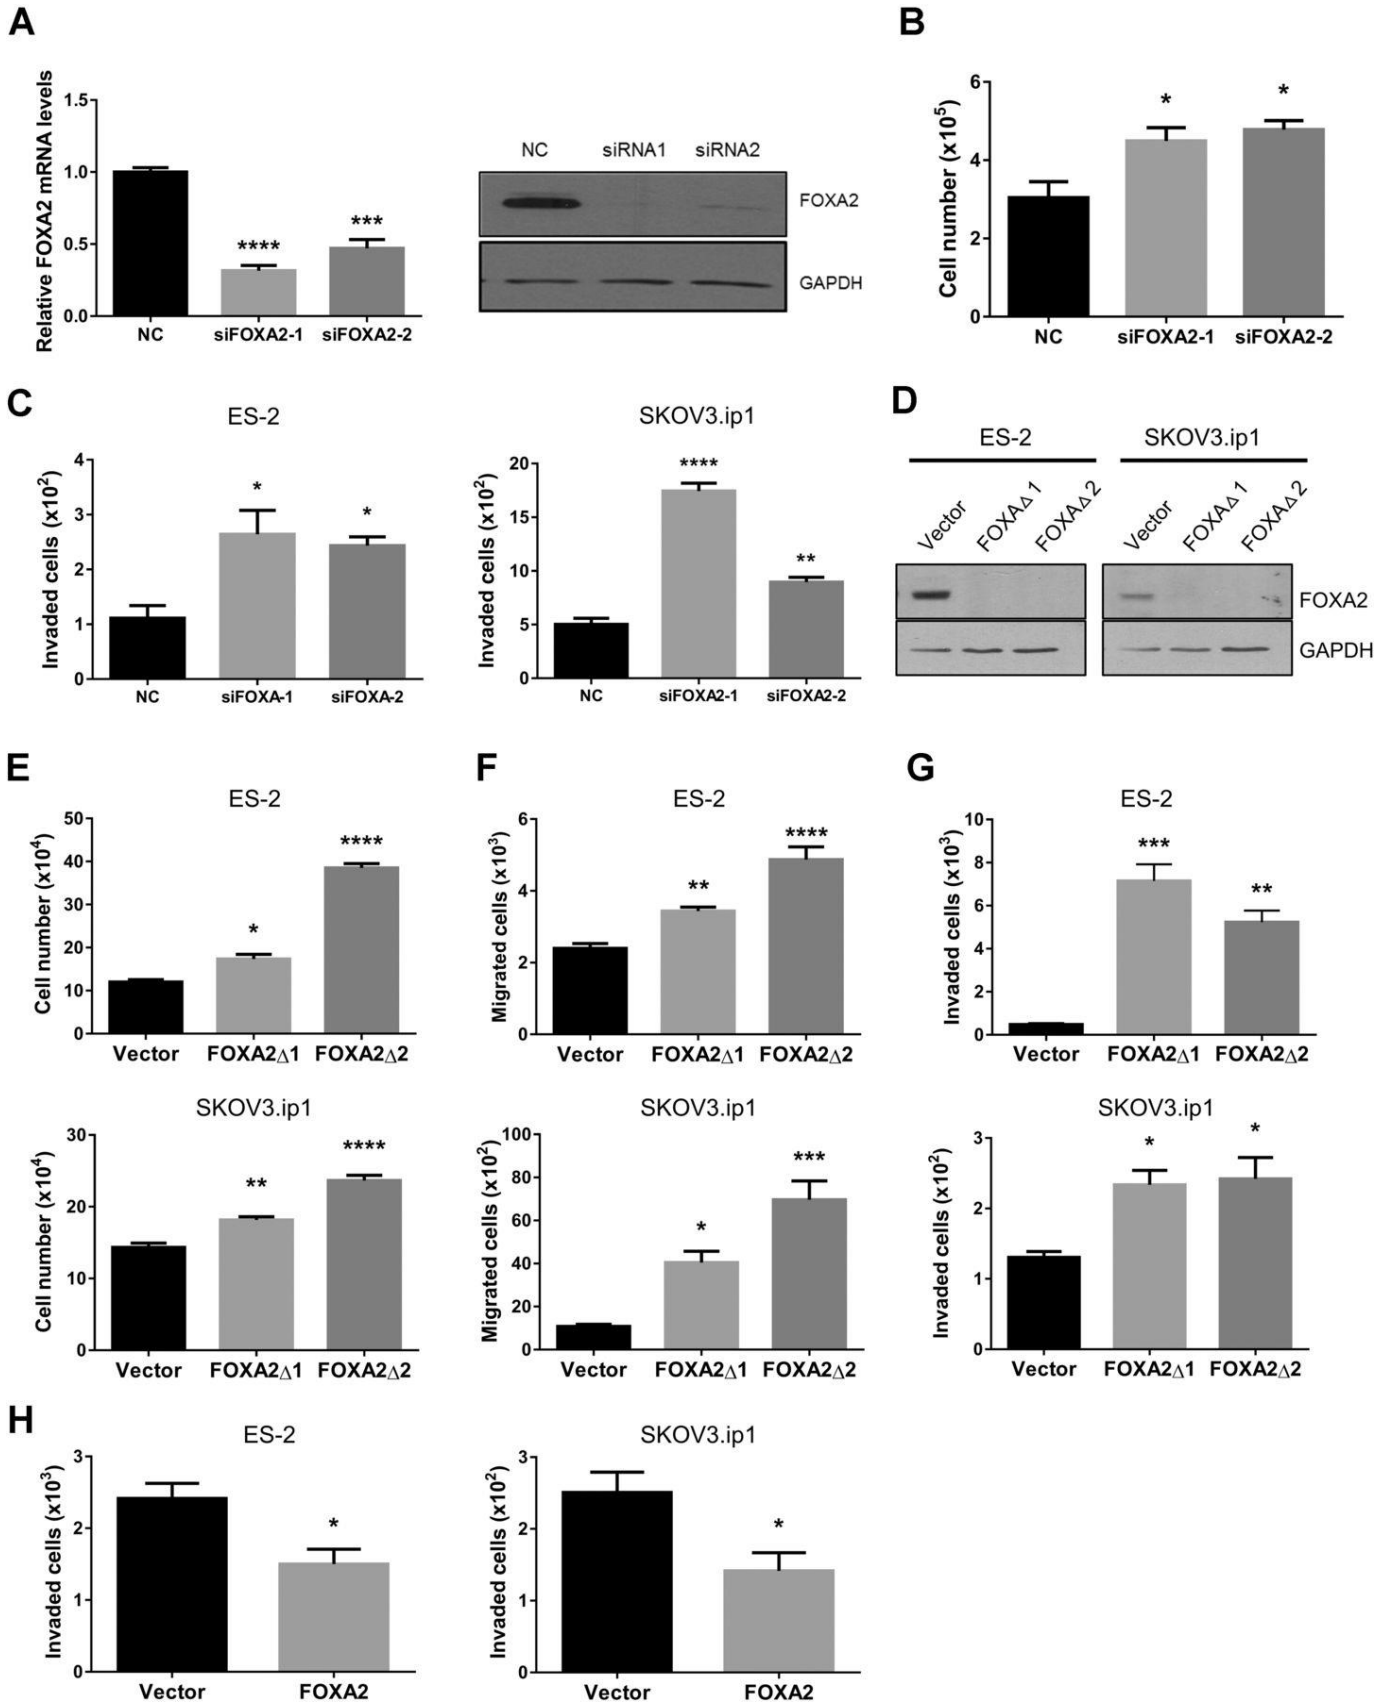 A
Relative FOXA2 mRNA levels
1.5
1.0
0.5
0.0
****
***
NC
siFOXA2-1
siFOXA2-2
NC siRNA1 siRNA2
FOXA2
GAPDH
B
Cell number (x10⁵)
6
4
2
0
*
*
NC
siFOXA2-1
siFOXA2-2
C
ES-2
Invaded cells (x10²)
4
3
2
1
0
*
*
NC
siFOXA-1
siFOXA-2
SKOV3.ip1
Invaded cells (x10²)
20
15
10
5
0
****
**
NC
siFOXA2-1
siFOXA2-2
D
ES-2
SKOV3.ip1
Vector
FOXAΔ1
FOXAΔ2
Vector
FOXAΔ1
FOXAΔ2
FOXA2
GAPDH
E
ES-2
Cell number (x10⁴)
50
40
30
20
10
0
*
****
Vector
FOXA2Δ1
FOXA2Δ2
SKOV3.ip1
Cell number (x10⁴)
30
20
10
0
**
****
Vector
FOXA2Δ1
FOXA2Δ2
F
ES-2
Migrated cells (x10³)
6
4
2
0
**
****
Vector
FOXA2Δ1
FOXA2Δ2
SKOV3.ip1
Migrated cells (x10²)
100
80
60
40
20
0
*
***
Vector
FOXA2Δ1
FOXA2Δ2
G
ES-2
Invaded cells (x10³)
10
8
6
4
2
0
***
**
Vector
FOXA2Δ1
FOXA2Δ2
SKOV3.ip1
Invaded cells (x10²)
3
2
1
0
*
*
Vector
FOXA2Δ1
FOXA2Δ2
H
ES-2
Invaded cells (x10³)
3
2
1
0
*
Vector
FOXA2
SKOV3.ip1
Invaded cells (x10²)
3
2
1
0
*
Vector
FOXA2